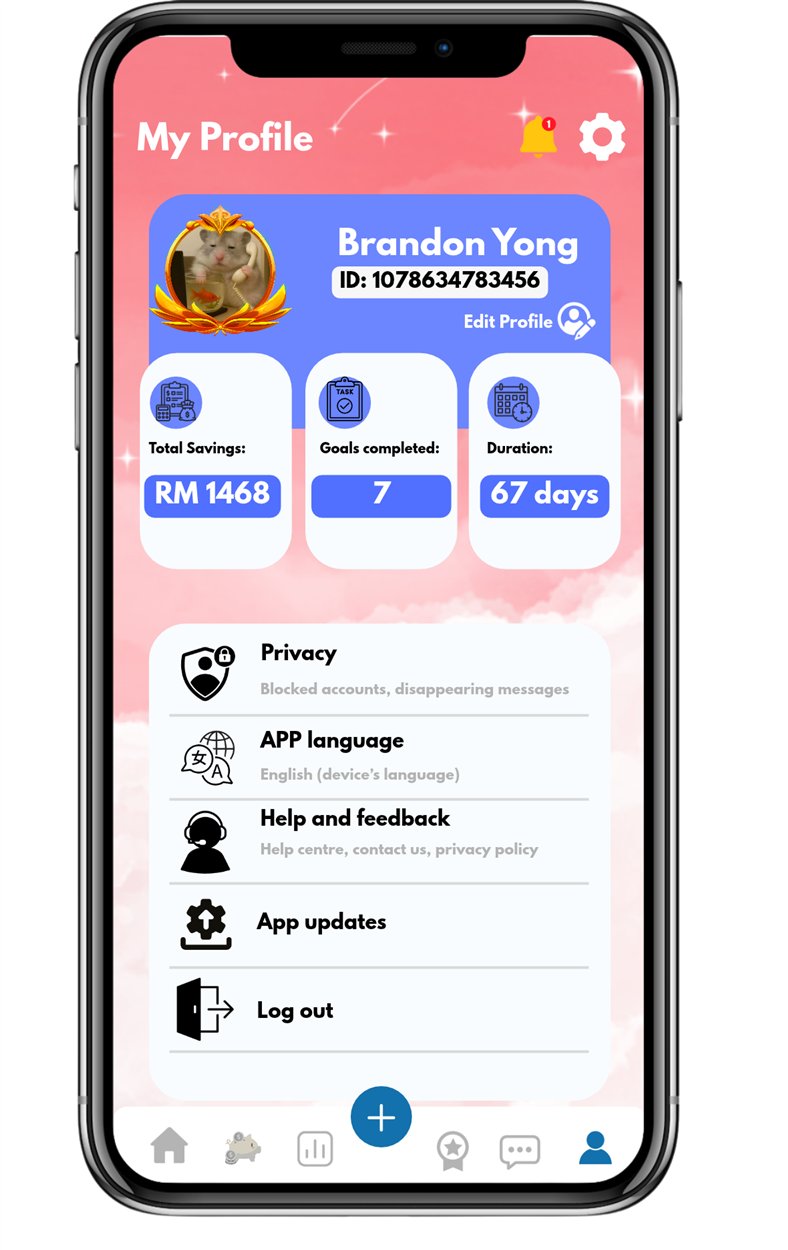 My Profile
1
Brandon Yong
ID: 1078634783456
Edit Profile
TASK
Total Savings:
Goals completed:
Duration:
RM 1468
7
67 days
Privacy
Blocked accounts, disappearing messages
APP language
女
A
English (device's language)
Help and feedback
Help centre, contact us, privacy policy
App updates
Log out